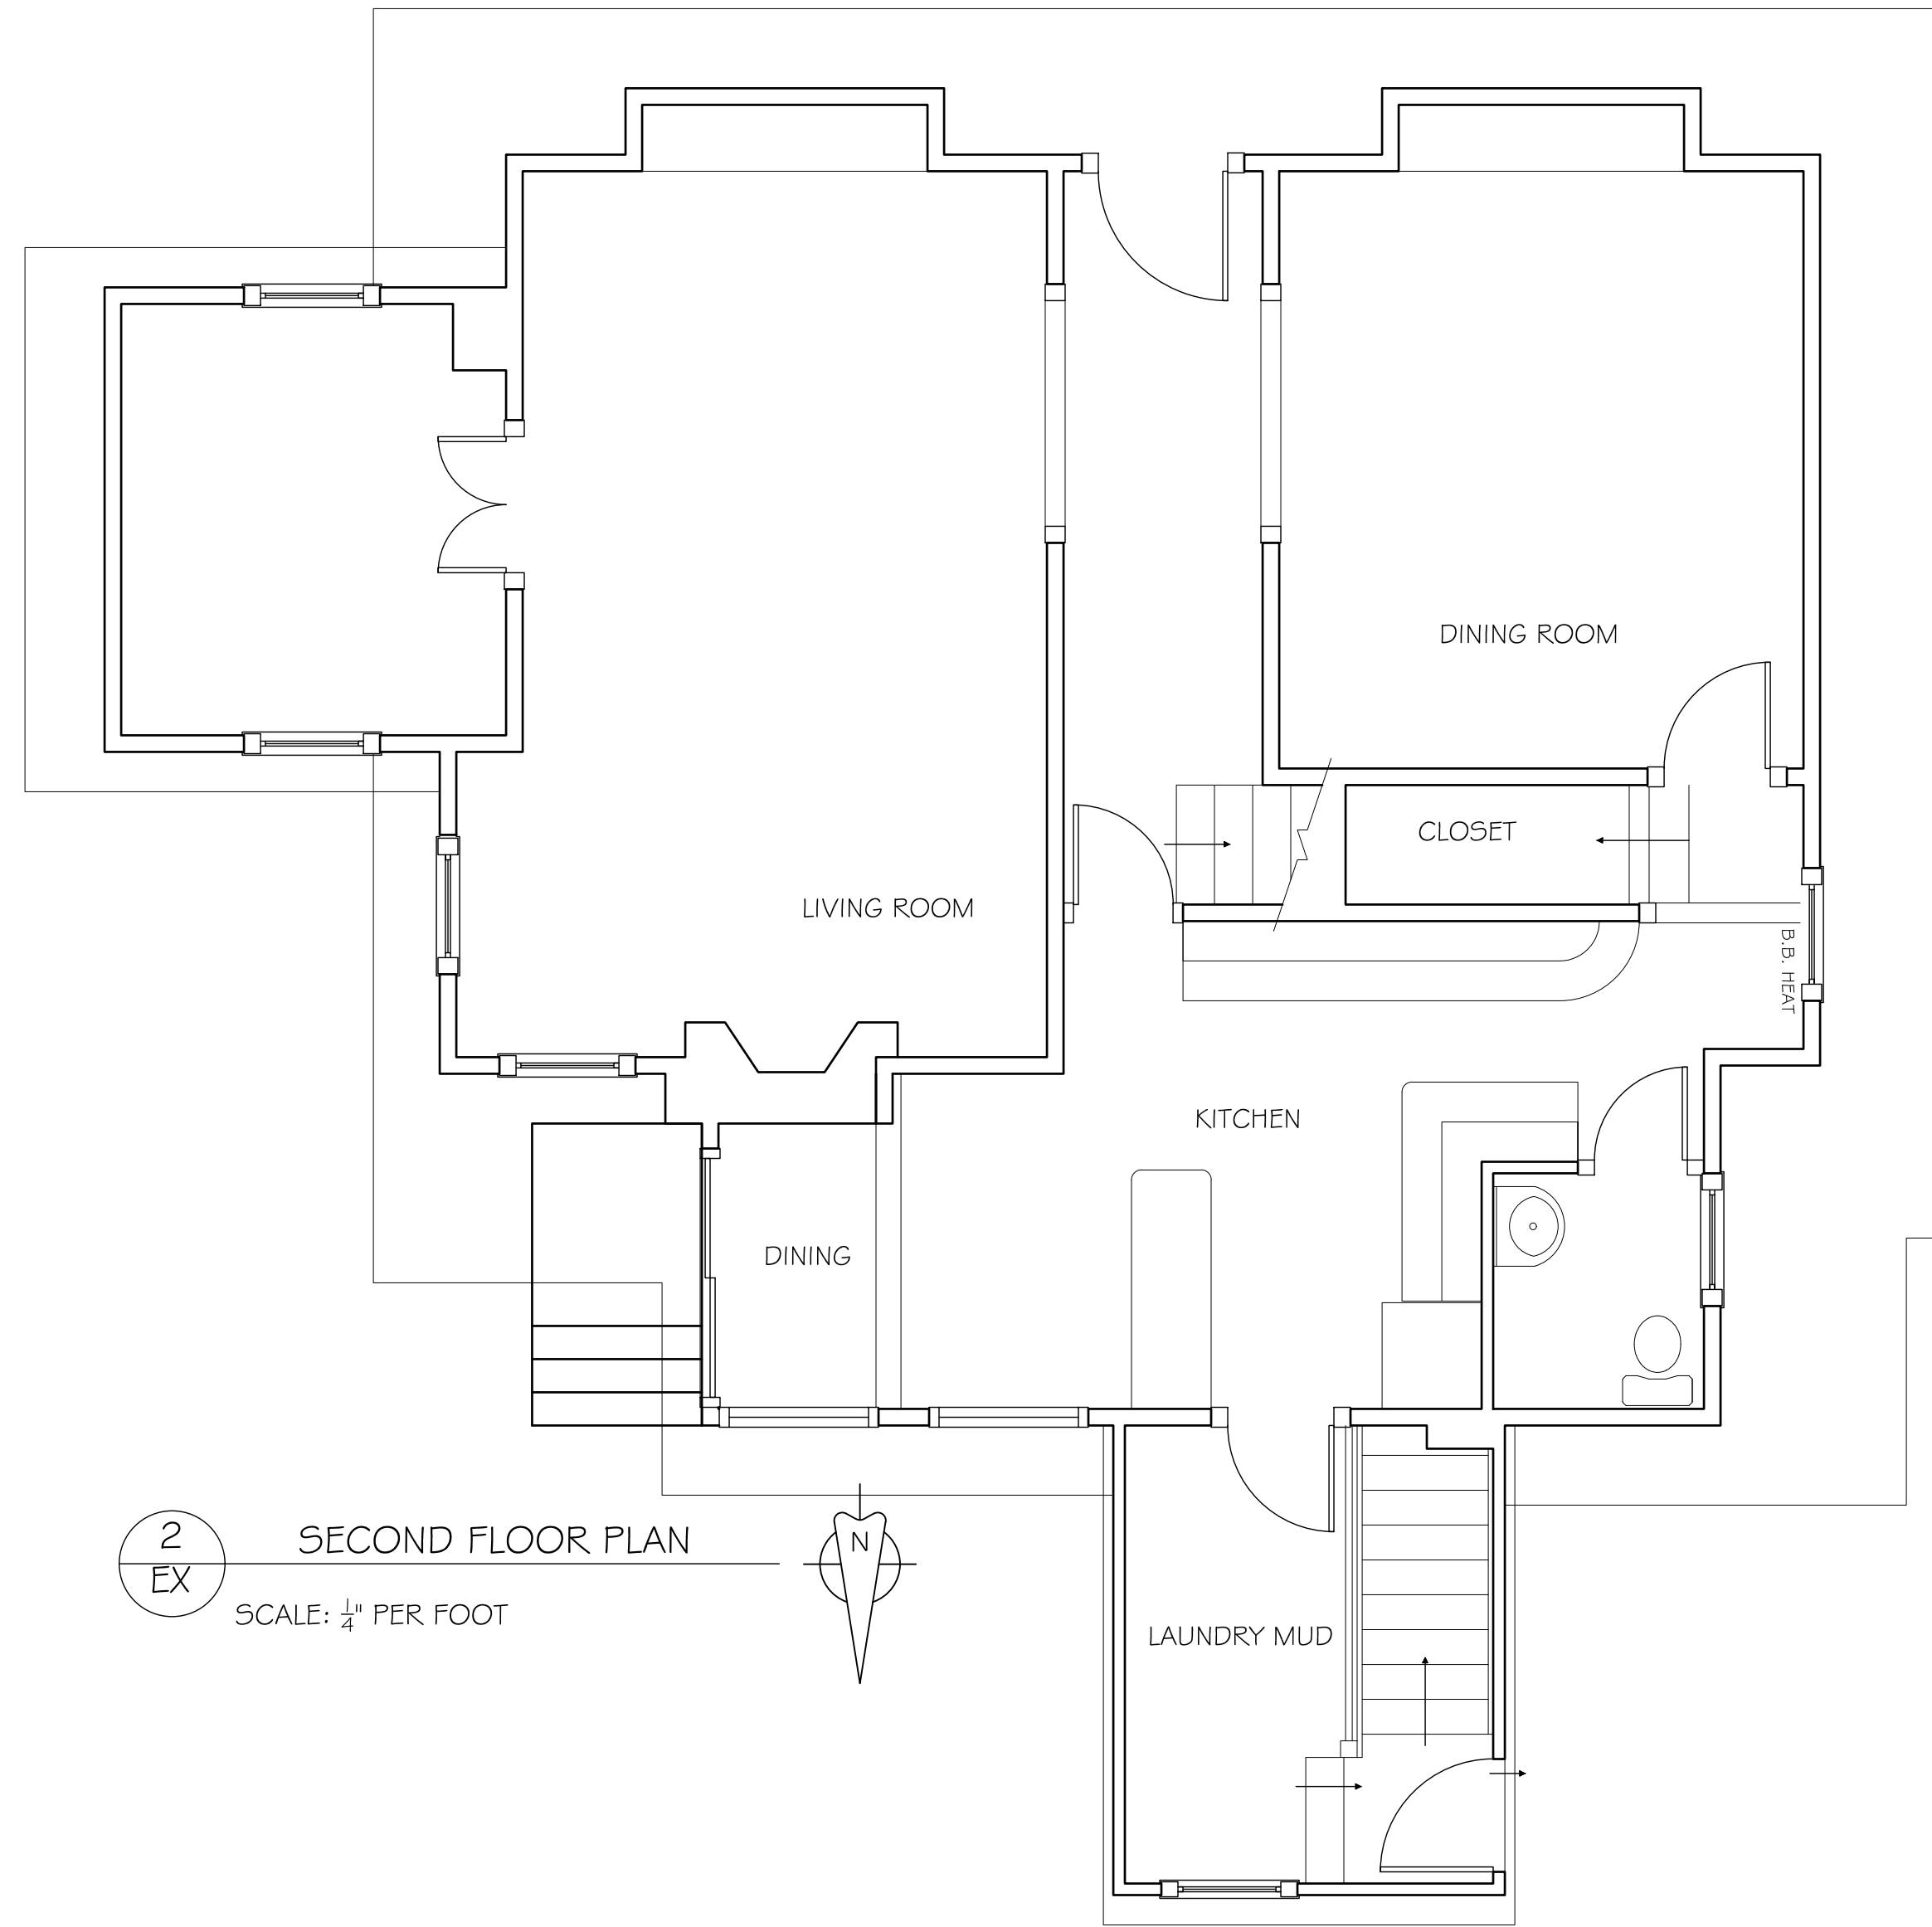 DINING ROOM
CLOSET
LIVING ROOM
B.B. HEAT
KITCHEN
DINING
2
EX
SECOND FLOOR PLAN
SCALE: 1/4" PER FOOT
N
LAUNDRY MUD